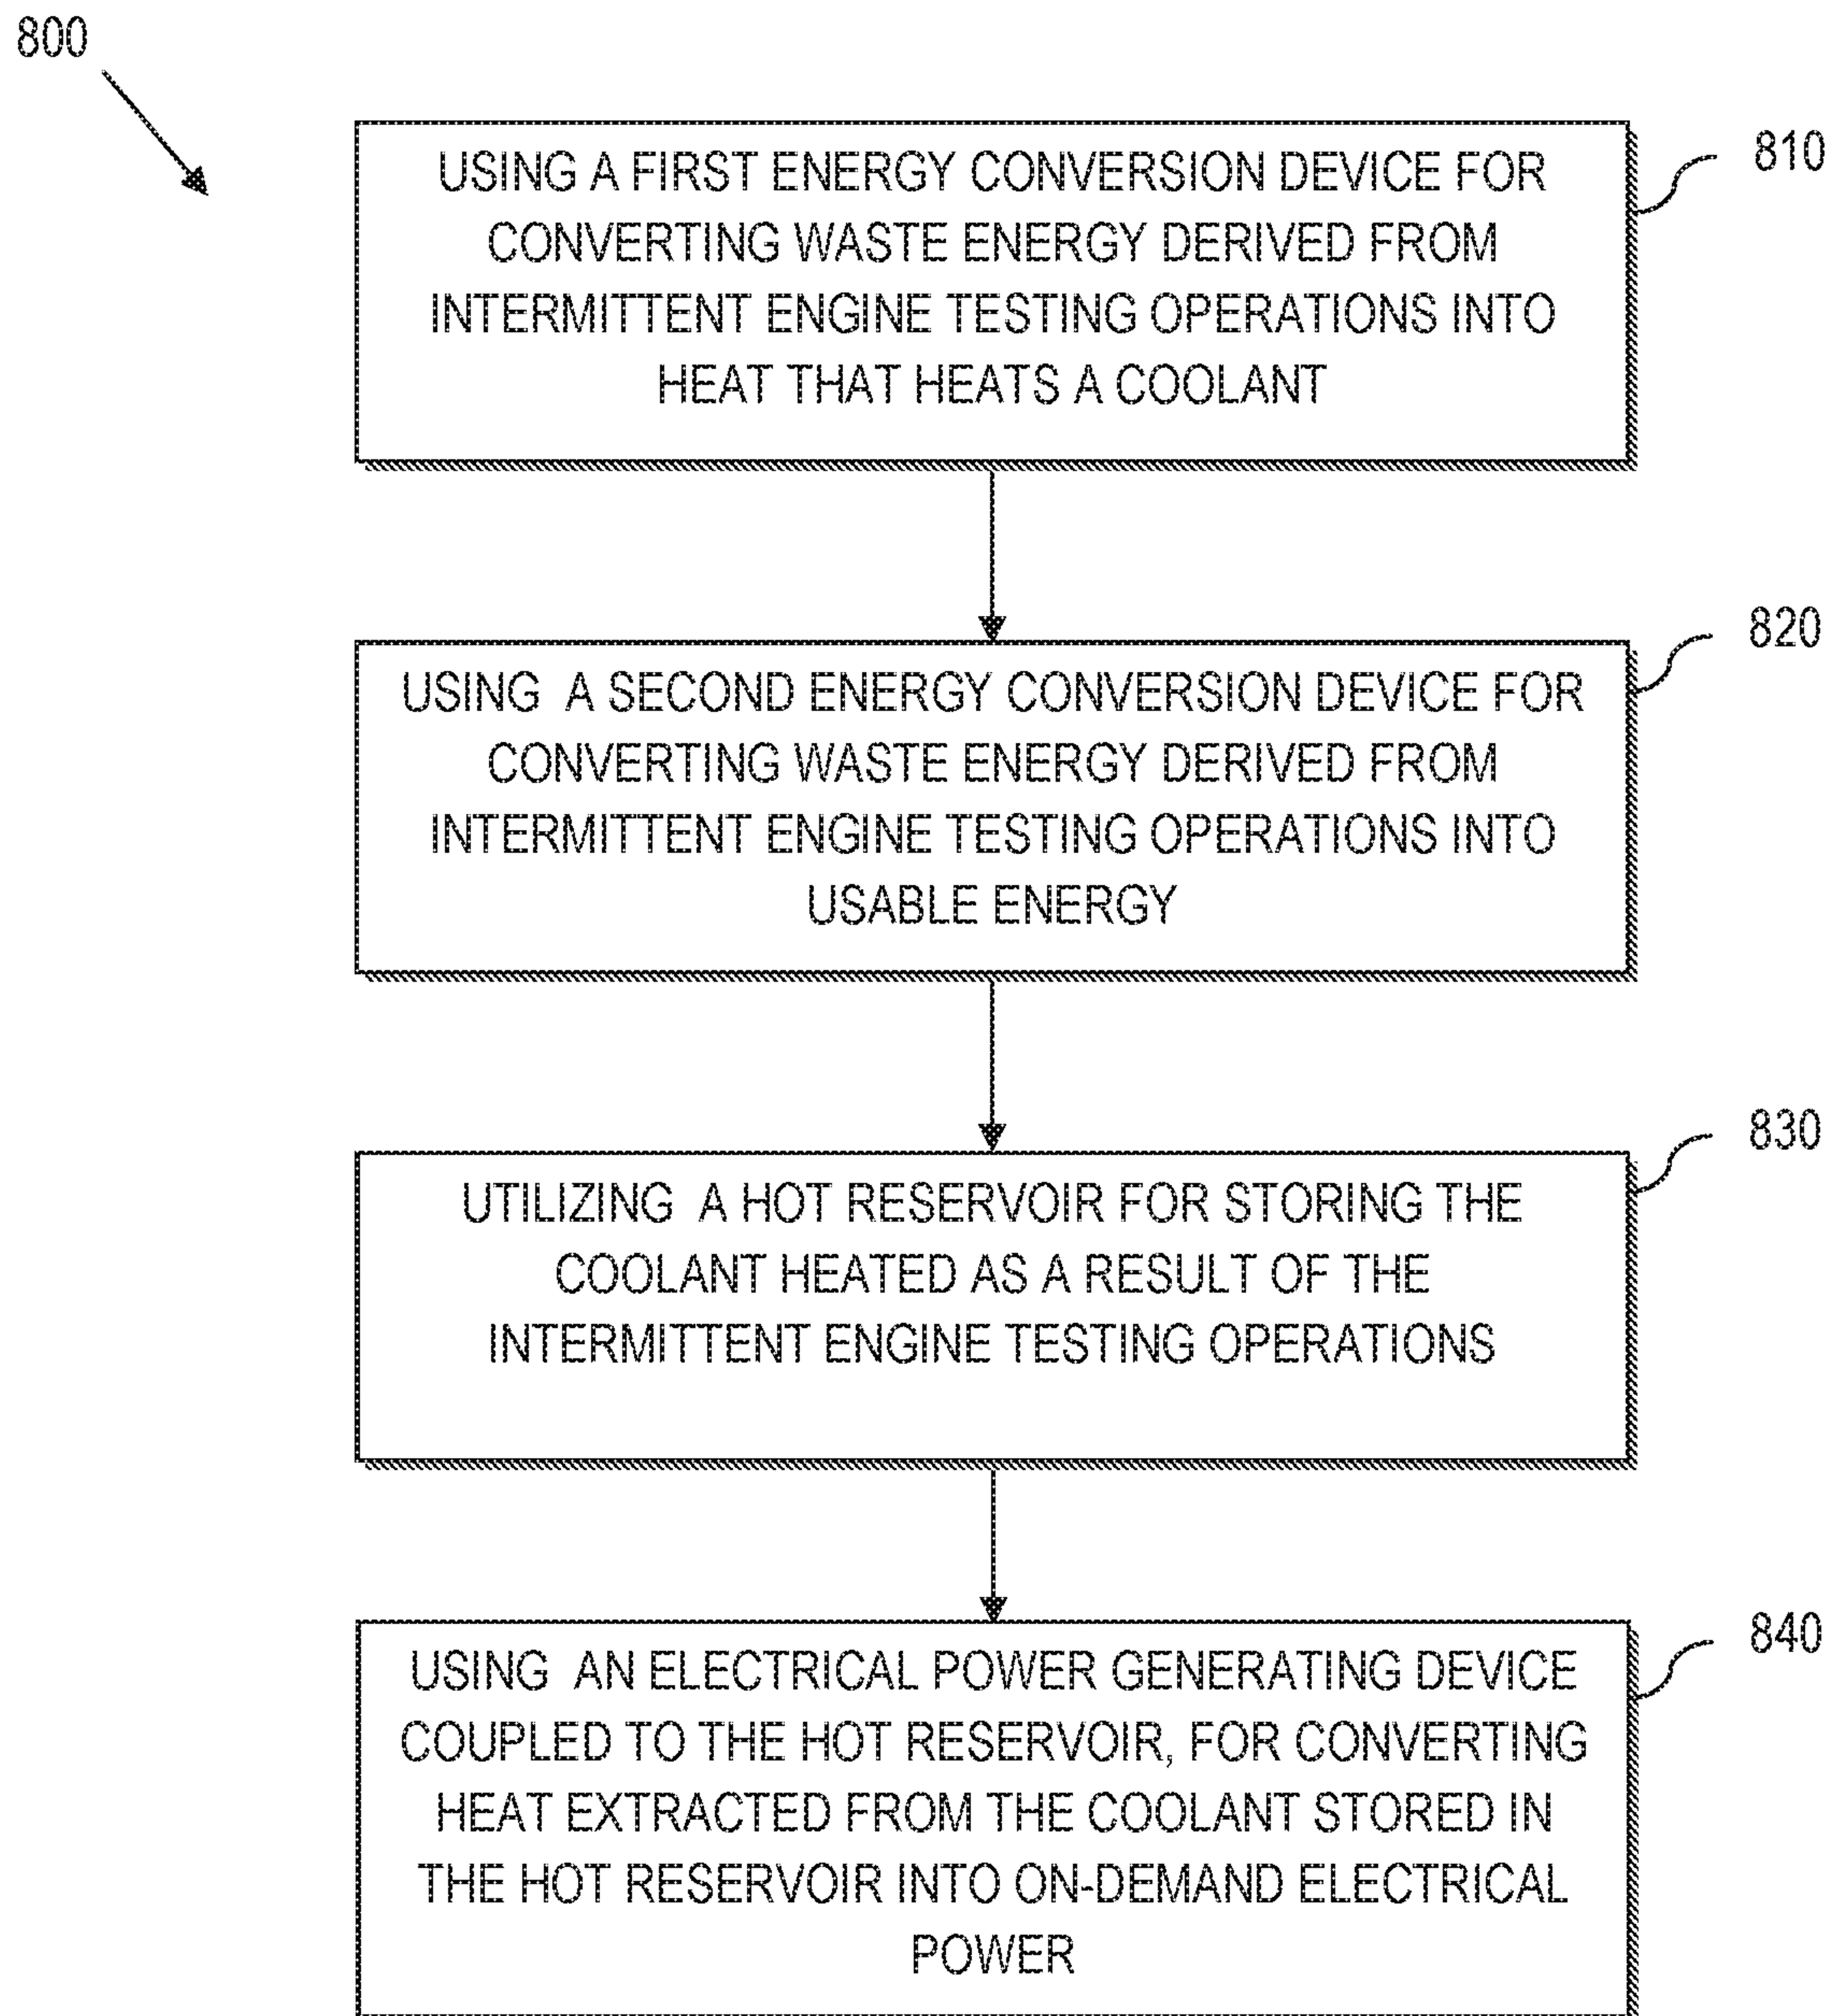 800
USING A FIRST ENERGY CONVERSION DEVICE FOR
CONVERTING WASTE ENERGY DERIVED FROM
INTERMITTENT ENGINE TESTING OPERATIONS INTO
HEAT THAT HEATS A COOLANT
810
USING A SECOND ENERGY CONVERSION DEVICE FOR
CONVERTING WASTE ENERGY DERIVED FROM
INTERMITTENT ENGINE TESTING OPERATIONS INTO
USABLE ENERGY
820
UTILIZING A HOT RESERVOIR FOR STORING THE
COOLANT HEATED AS A RESULT OF THE
INTERMITTENT ENGINE TESTING OPERATIONS
830
USING AN ELECTRICAL POWER GENERATING DEVICE
COUPLED TO THE HOT RESERVOIR, FOR CONVERTING
HEAT EXTRACTED FROM THE COOLANT STORED IN
THE HOT RESERVOIR INTO ON-DEMAND ELECTRICAL
POWER
840